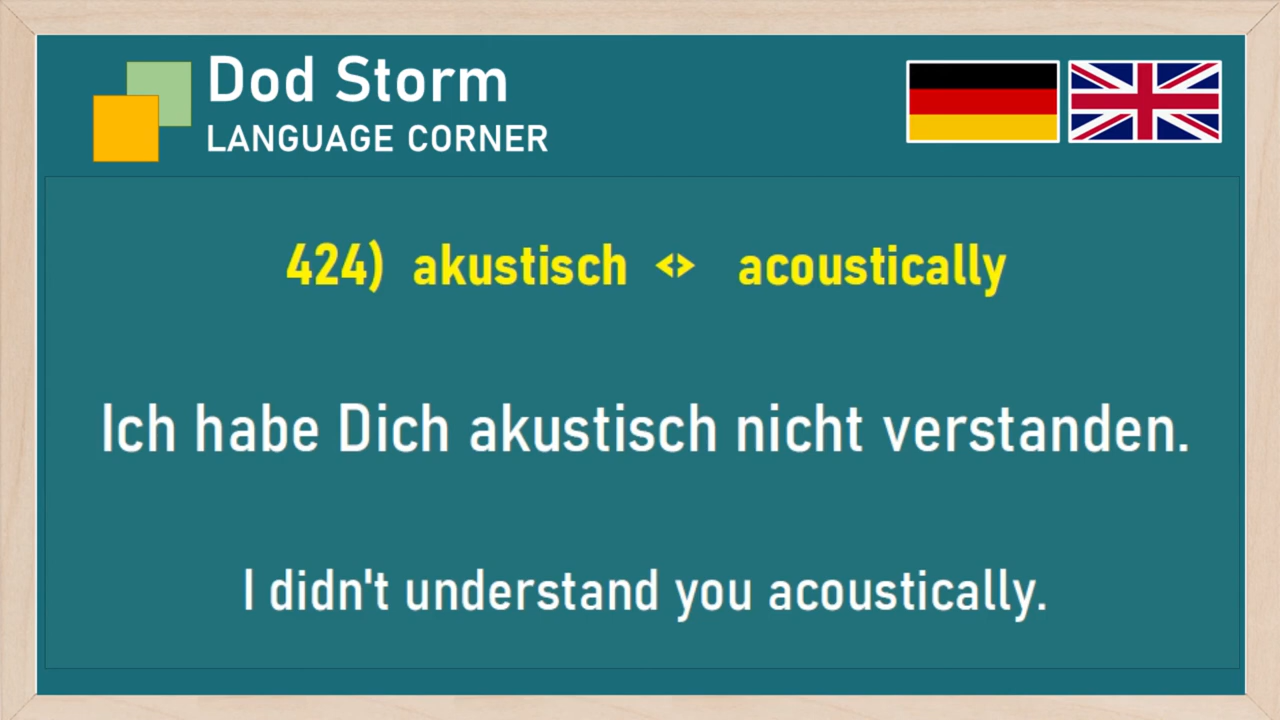 Dod Storm
LANGUAGE CORNER
424) akustisch <> acoustically
Ich habe Dich akustisch nicht verstanden.
I didn't understand you acoustically.